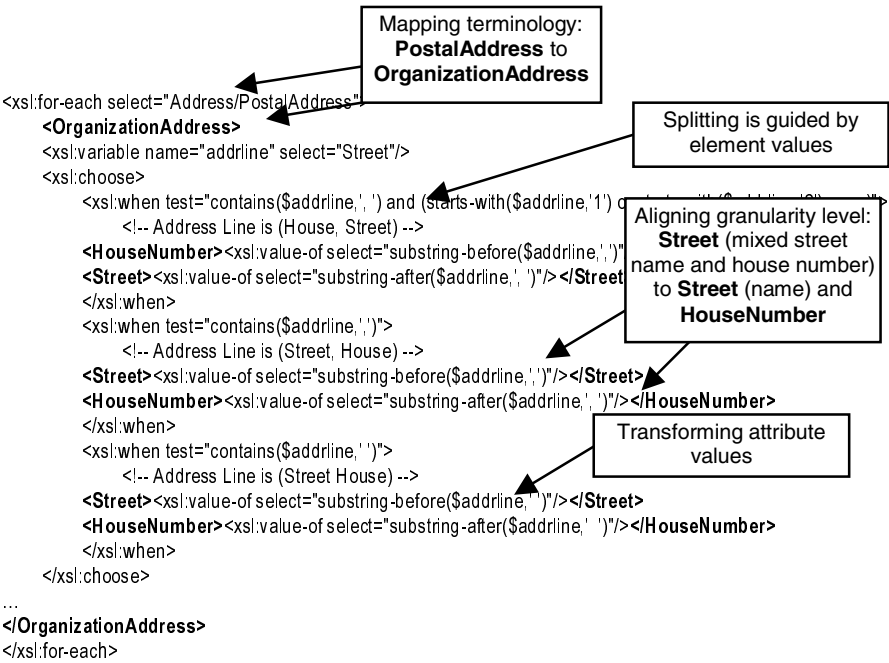 Mapping terminology:
PostalAddress to
OrganizationAddress
<xsl:for-each select="Address/PostalAddress">
<OrganizationAddress>
Splitting is guided by
element values
<xsl:variable name="addrline" select="Street"/>
<xsl:choose>
<xsl:when test="contains($addrline,', ') and (starts-with($addrline,'1') o
<!-- Address Line is (House, Street) -->
Aligning granularity level:
Street (mixed street
name and house number)
to Street (name) and
HouseNumber
<HouseNumber><xsl:value-of select="substring-before($addrline,',')"
<Street><xsl:value-of select="substring-after($addrline,', ')"/></Street
</xsl:when>
<xsl:when test="contains($addrline,',')">
<!-- Address Line is (Street, House) -->
<Street><xsl:value-of select="substring-before($addrline,',')"/></Street>
<HouseNumber><xsl:value-of select="substring-after($addrline,', ')"/></HouseNumber>
</xsl:when>
Transforming attribute
values
<xsl:when test="contains($addrline,' ')">
<!-- Address Line is (Street House) -->
<Street><xsl:value-of select="substring-before($addrline,' ')"/></Street>
<HouseNumber><xsl:value-of select="substring-after($addrline,' ')"/></HouseNumber>
</xsl:when>
</xsl:choose>
...
</OrganizationAddress>
</xsl:for-each>